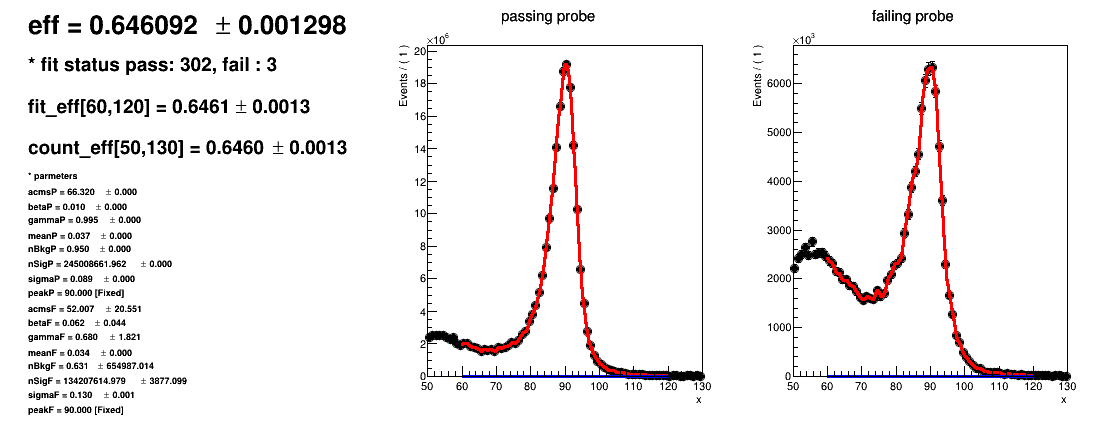 eff = 0.646092 ± 0.001298
* fit status pass: 302, fail : 3
fit_eff[60,120] = 0.6461 ± 0.0013
count_eff[50,130] = 0.6460 ± 0.0013
* parmeters
acmsP = 66.320 ± 0.000
betaP = 0.010 ± 0.000
gammaP = 0.995 ± 0.000
meanP = 0.037 ± 0.000
nBkgP = 0.950 ± 0.000
nSigP = 245008661.962 ± 0.000
sigmaP = 0.089 ± 0.000
peakP = 90.000 [Fixed]
acmsF = 52.007 ± 20.551
betaF = 0.062 ± 0.044
gammaF = 0.680 ± 1.821
meanF = 0.034 ± 0.000
nBkgF = 0.631 ± 654987.014
nSigF = 134207614.979 ± 3877.099
sigmaF = 0.130 ± 0.001
peakF = 90.000 [Fixed]
passing probe
×10⁶
Events / ( 1 )
20
18
16
14
12
10
8
6
4
2
0
50 60 70 80 90 100 110 120 130
x
failing probe
×10³
Events / ( 1 )
6000
5000
4000
3000
2000
1000
0
50 60 70 80 90 100 110 120 130
x